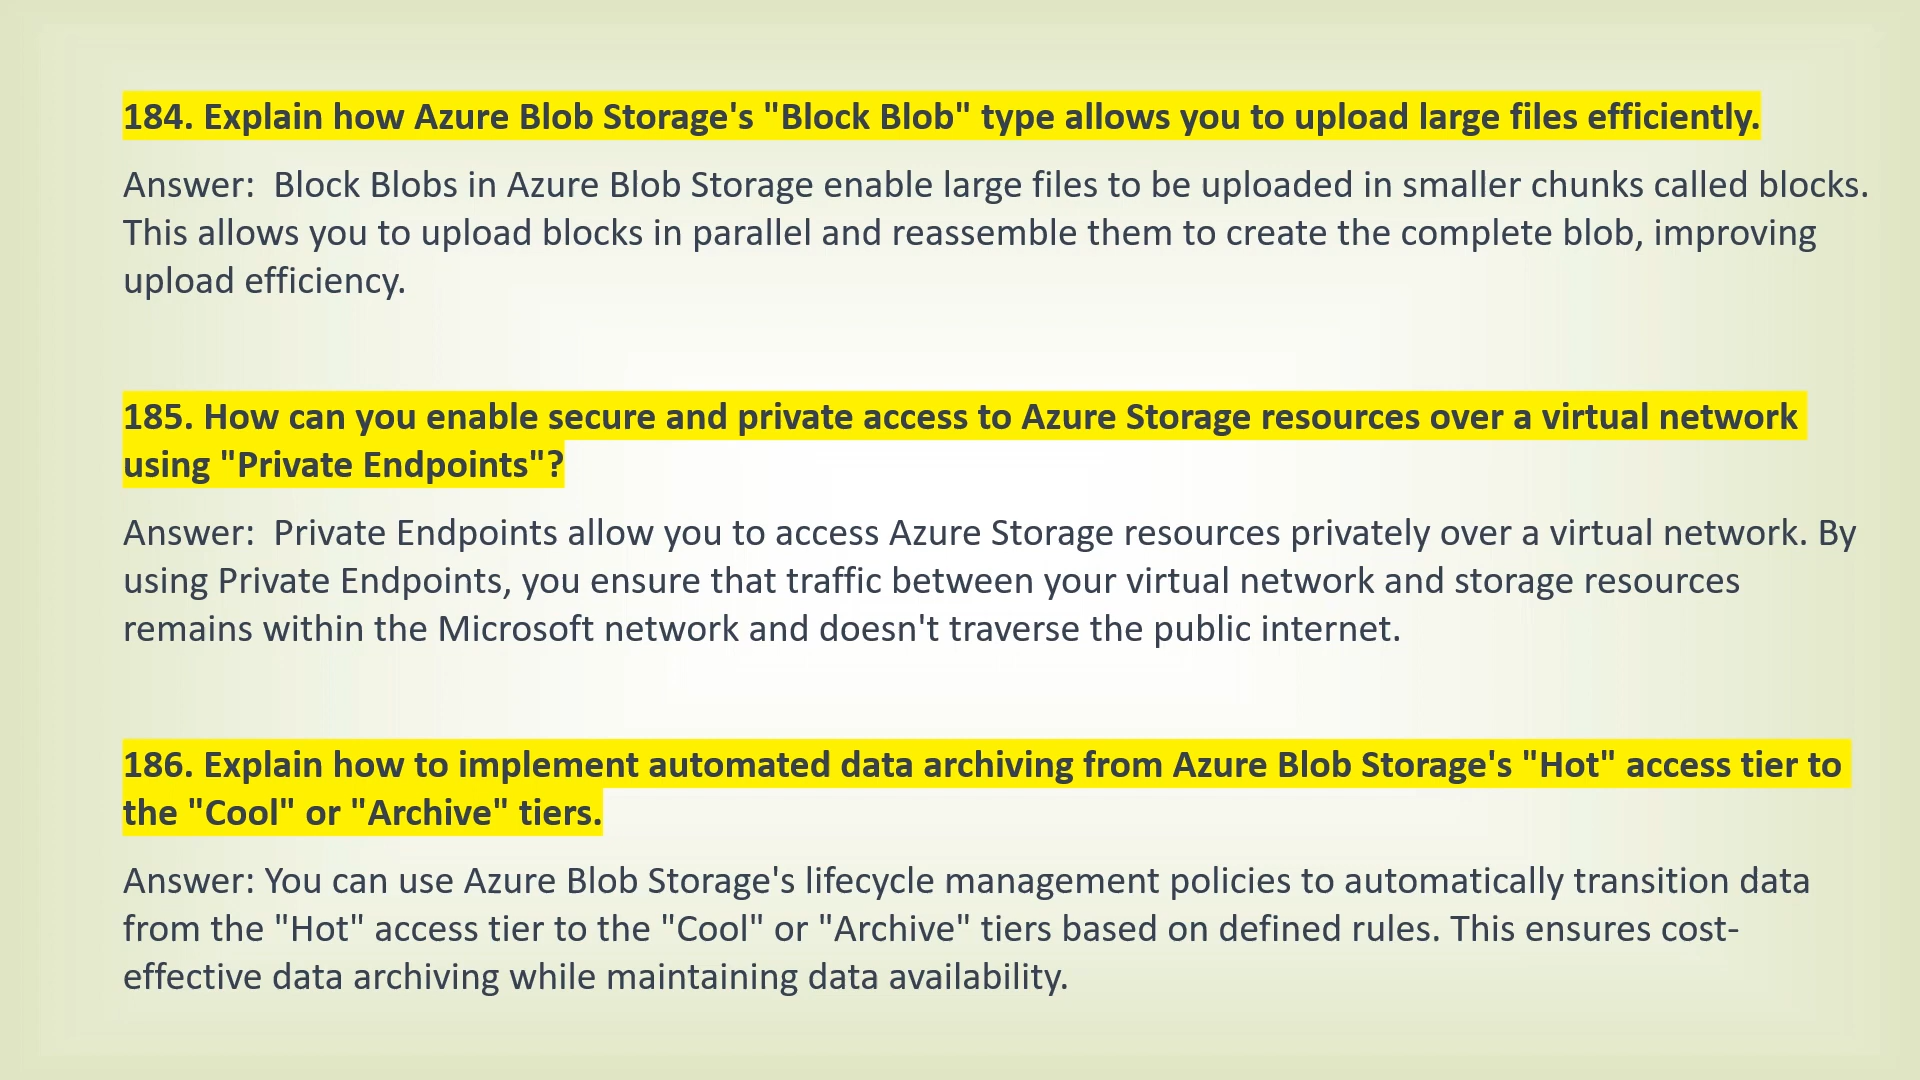 184. Explain how Azure Blob Storage's "Block Blob" type allows you to upload large files efficiently.
Answer:  Block Blobs in Azure Blob Storage enable large files to be uploaded in smaller chunks called blocks.
This allows you to upload blocks in parallel and reassemble them to create the complete blob, improving
upload efficiency.
185. How can you enable secure and private access to Azure Storage resources over a virtual network
using "Private Endpoints"?
Answer:  Private Endpoints allow you to access Azure Storage resources privately over a virtual network. By
using Private Endpoints, you ensure that traffic between your virtual network and storage resources
remains within the Microsoft network and doesn't traverse the public internet.
186. Explain how to implement automated data archiving from Azure Blob Storage's "Hot" access tier to
the "Cool" or "Archive" tiers.
Answer: You can use Azure Blob Storage's lifecycle management policies to automatically transition data
from the "Hot" access tier to the "Cool" or "Archive" tiers based on defined rules. This ensures cost-
effective data archiving while maintaining data availability.